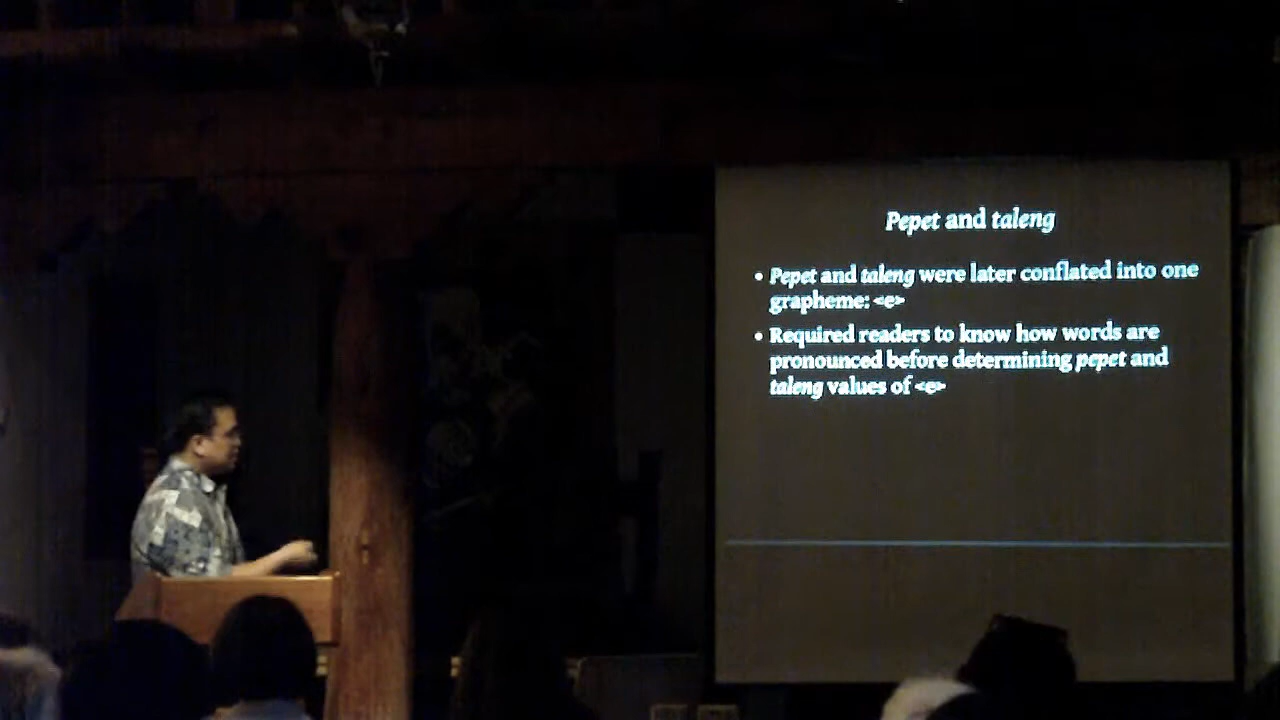 Pepet and taleng
• Pepet and taleng were later conflated into one
grapheme: <e>
• Required readers to know how words are
pronounced before determining pepet and
taleng values of <e>